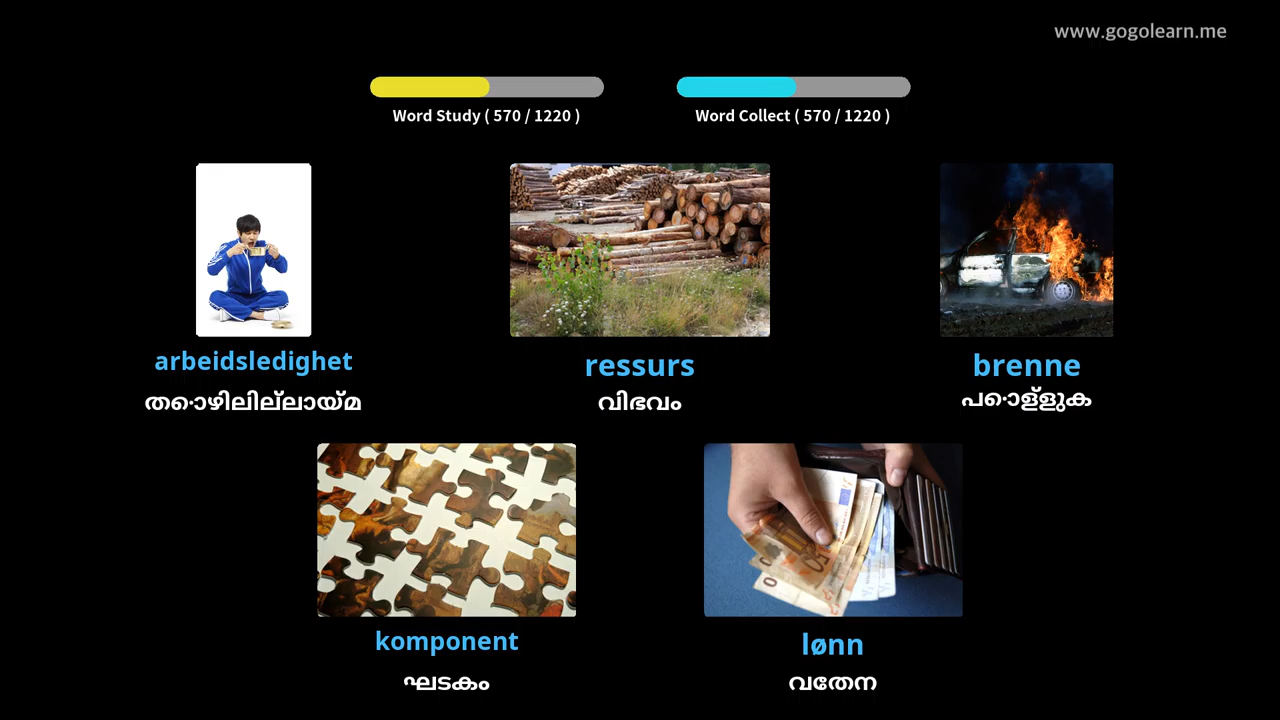 www.gogolearn.me
Word Study ( 570 / 1220 )
Word Collect ( 570 / 1220 )
arbeidsledighet
ressurs
brenne
തൊഴിലില്ലായ്മ
വിഭവം
പൊള്ളുക
komponent
lønn
ഘടകം
വേതന